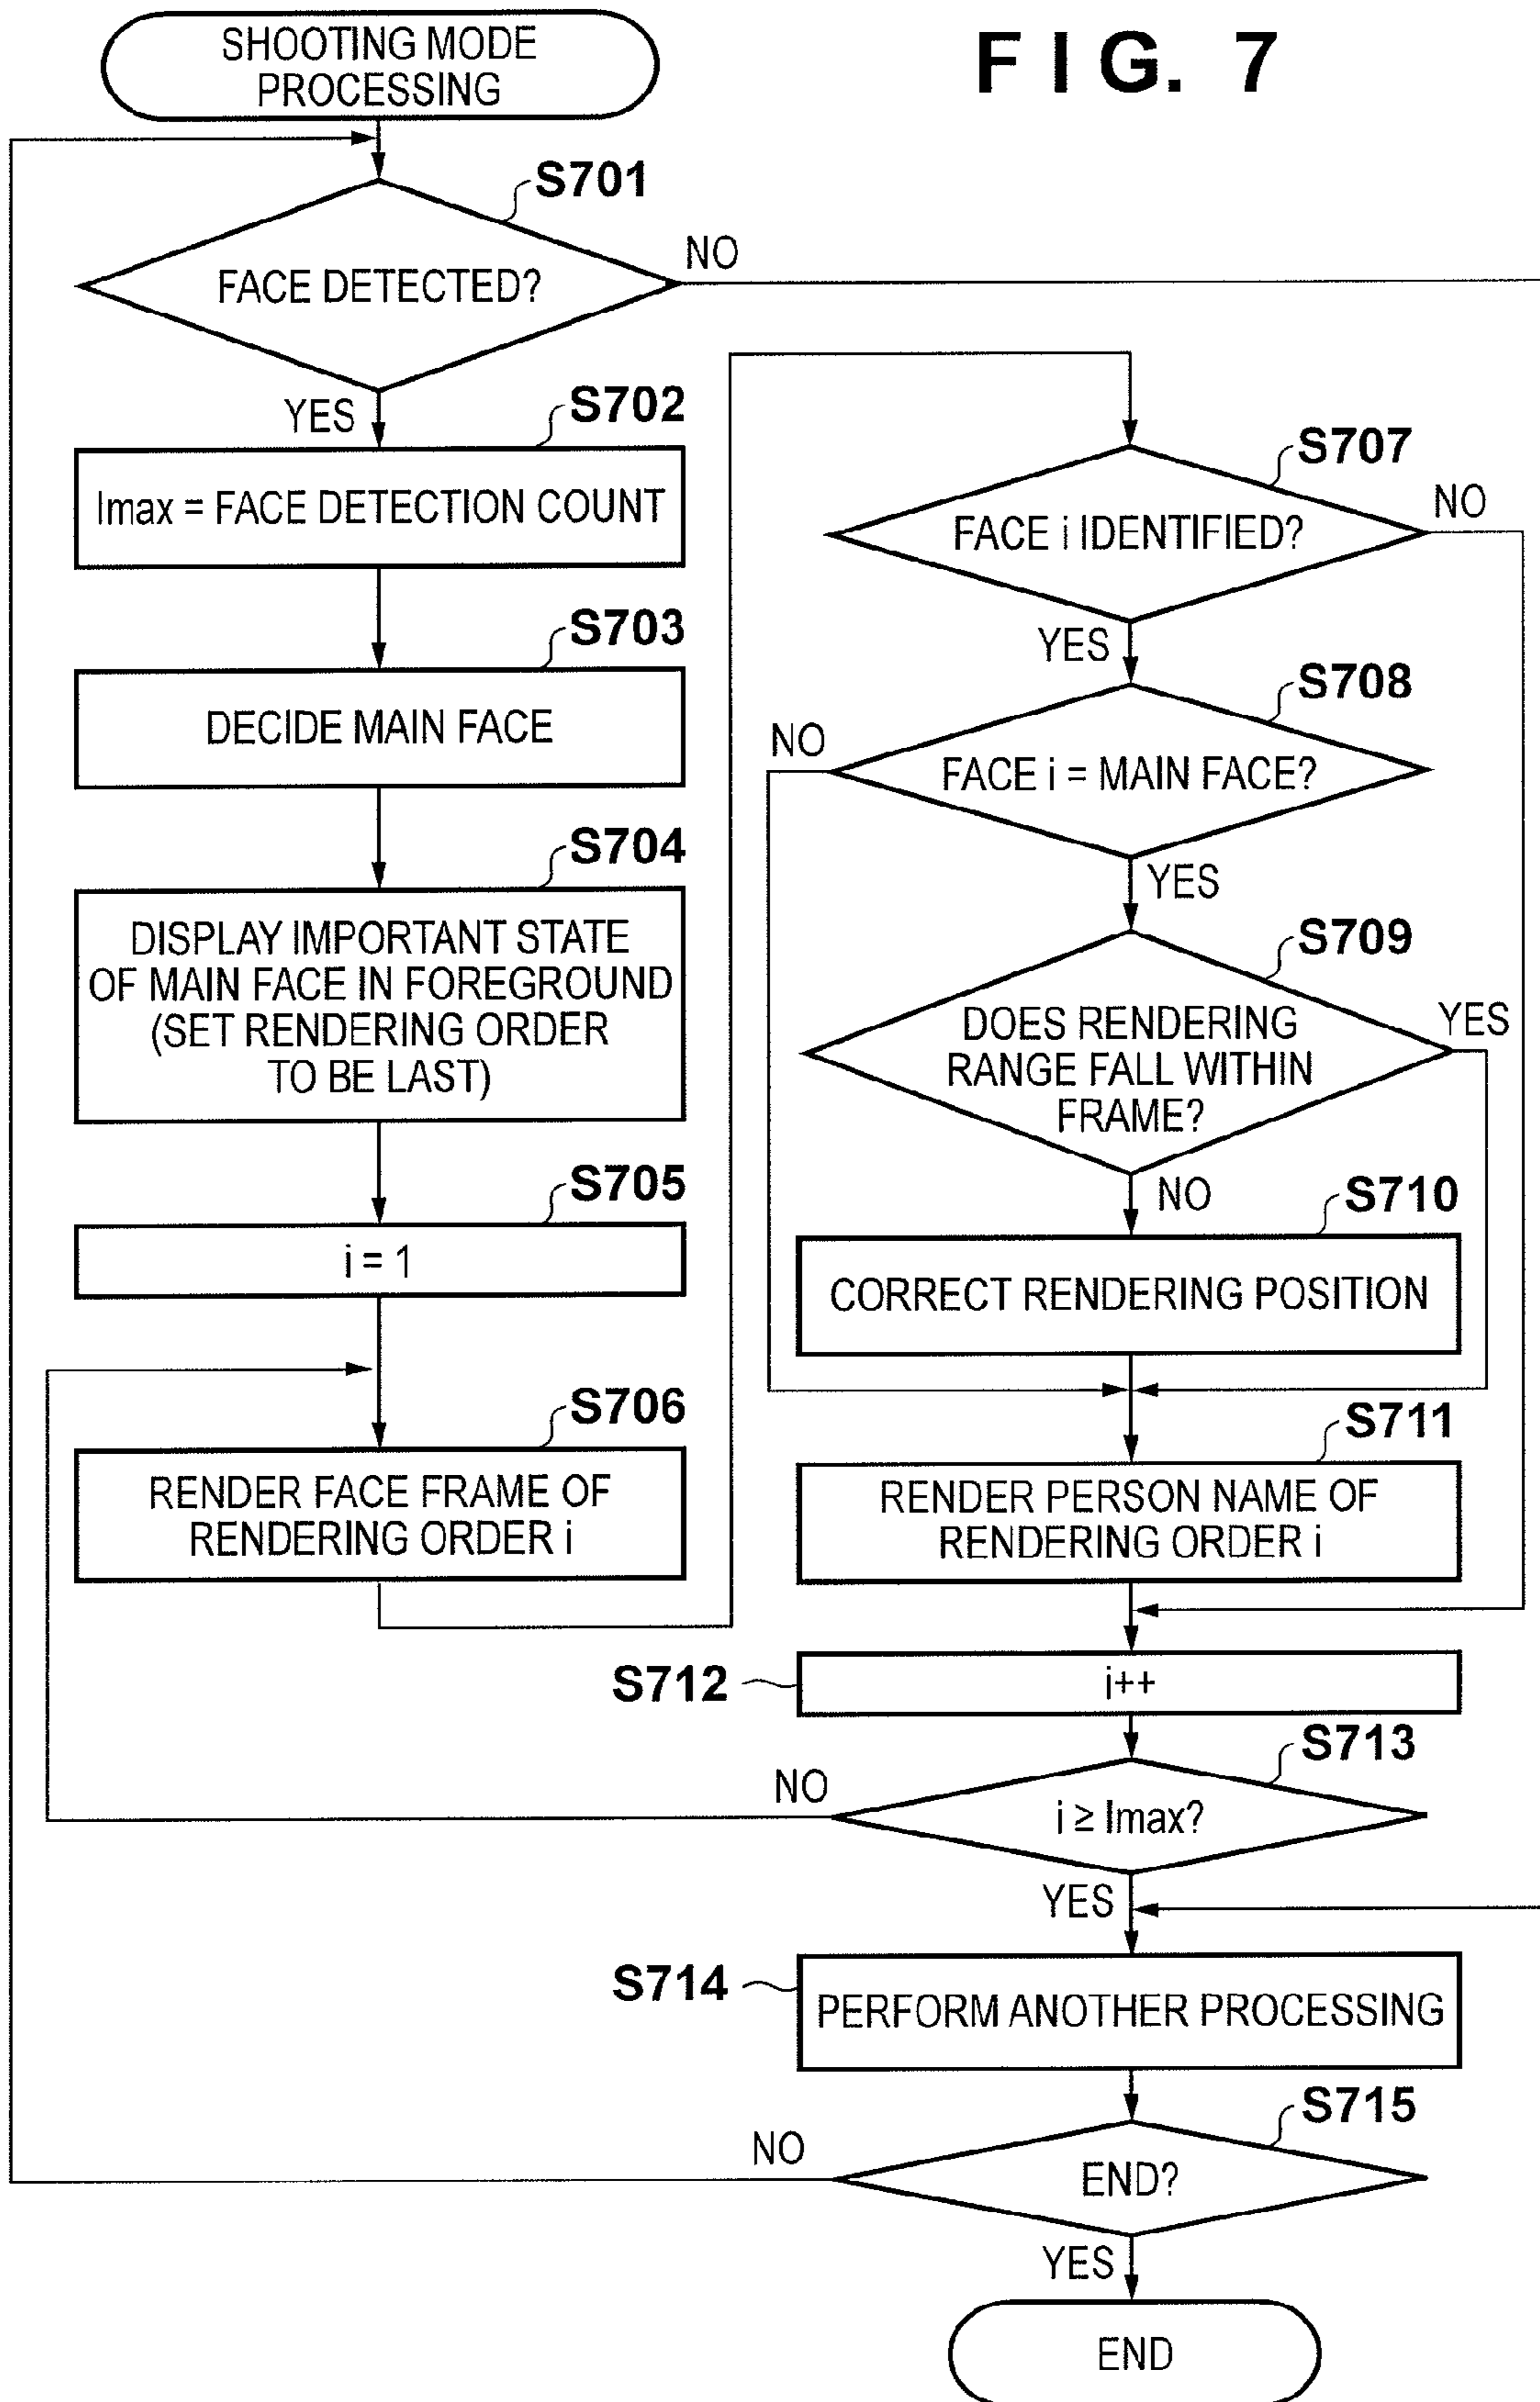 FIG. 7
SHOOTING MODE
PROCESSING
S701
FACE DETECTED?
NO
YES
S702
Imax = FACE DETECTION COUNT
S703
DECIDE MAIN FACE
S704
DISPLAY IMPORTANT STATE
OF MAIN FACE IN FOREGROUND
(SET RENDERING ORDER
TO BE LAST)
S705
i = 1
S706
RENDER FACE FRAME OF
RENDERING ORDER i
S707
FACE i IDENTIFIED?
NO
YES
S708
FACE i = MAIN FACE?
NO
YES
S709
DOES RENDERING
RANGE FALL WITHIN
FRAME?
YES
NO
S710
CORRECT RENDERING POSITION
S711
RENDER PERSON NAME OF
RENDERING ORDER i
S712
i++
S713
i ≥ Imax?
NO
YES
S714
PERFORM ANOTHER PROCESSING
S715
END?
NO
YES
END